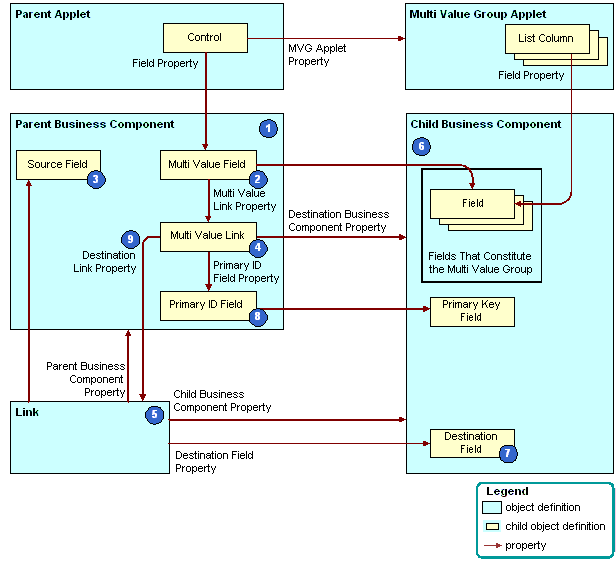 Parent Applet
Control
Field Property
MVG Applet
Property
Multi Value Group Applet
List Column
Field Property
Parent Business Component
1
Source Field
3
Multi Value Field
2
Multi Value
Link Property
9
Destination
Link Property
Multi Value Link
4
Primary ID
Field Property
Primary ID Field
8
Destination Business
Component Property
Child Business Component
6
Field
Fields That Constitute
the Multi Value Group
Primary Key
Field
Parent Business
Component
Property
Link
5
Child Business
Component Property
Destination Field
Property
Destination
Field
7
Legend
object definition
child object definition
property